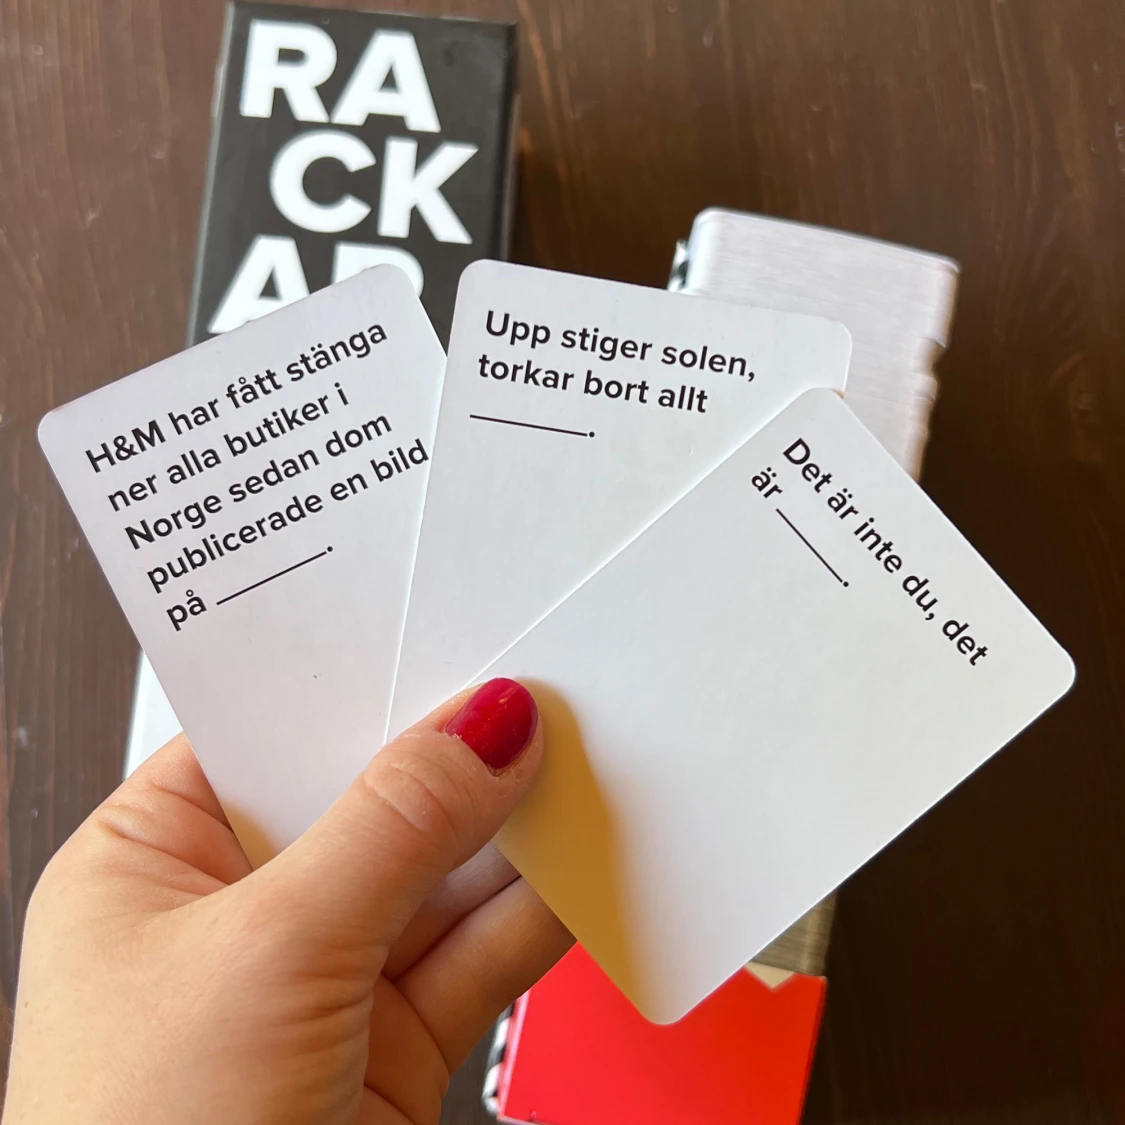 RA
CK
AR
H&M har fått stänga
ner alla butiker i
Norge sedan dom
publicerade en bild
på ________.
Upp stiger solen,
torkar bort allt
________.
Det är inte du, det
är ________.